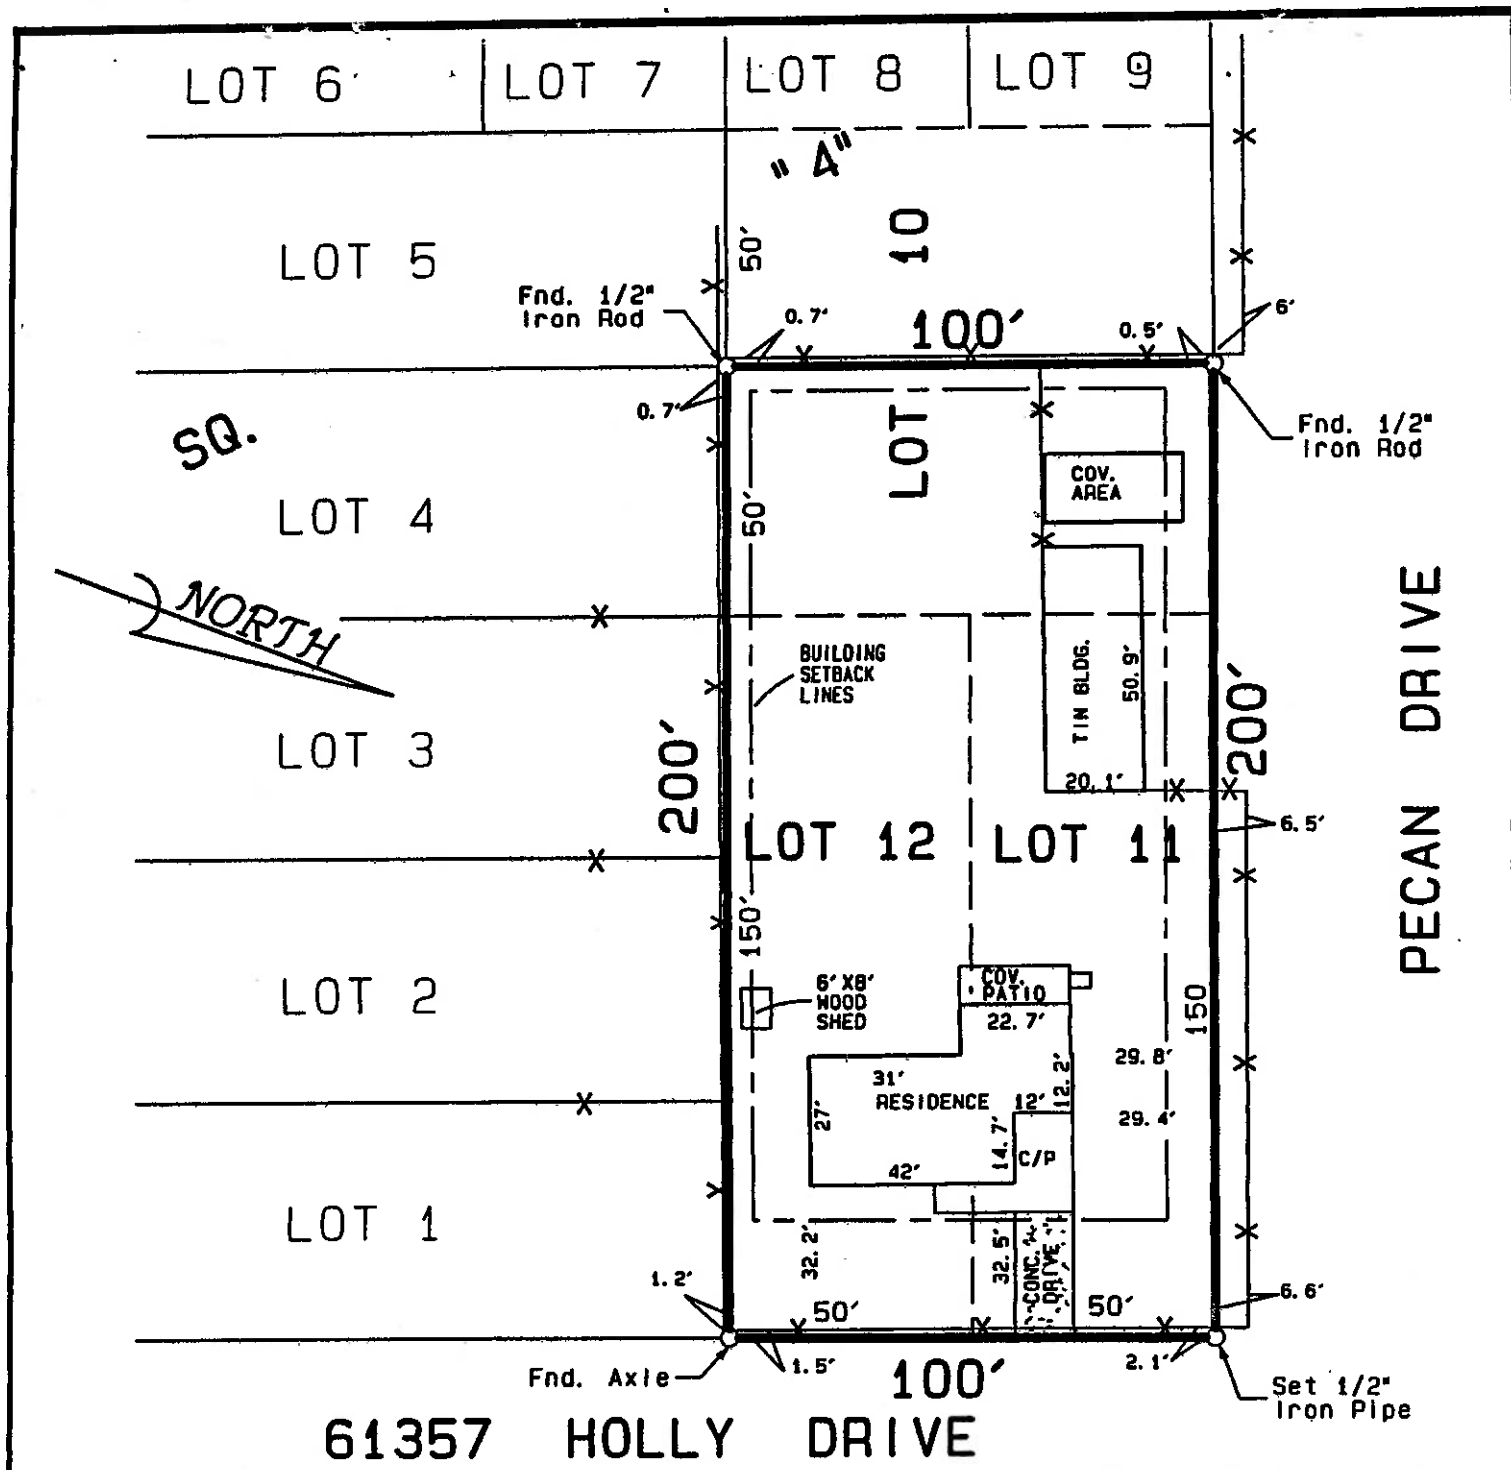 LOT 6
LOT 7
LOT 8
LOT 9
" 4"
LOT 5
50'
LOT 10
Fnd. 1/2"
Iron Rod
0.7'
100'
0.5'
6'
0.7'
SQ.
Fnd. 1/2"
Iron Rod
COV.
AREA
LOT 4
50'
NORTH
BUILDING
SETBACK
LINES
TIN BLDG.
50.9'
20.1'
LOT 3
200'
200'
PECAN DRIVE
6.5'
LOT 12
LOT 11
150'
150
LOT 2
6'X8'
WOOD
SHED
COV.
PATIO
22.7'
29.8'
31'
12.2'
RESIDENCE
12'
29.4'
27'
14.7'
C/P
42'
LOT 1
32.2'
32.5'
CONC.
DRIVE
1.2'
6.6'
50'
50'
1.5'
2.1'
Fnd. Axle
100'
Set 1/2"
Iron Pipe
61357 HOLLY DRIVE